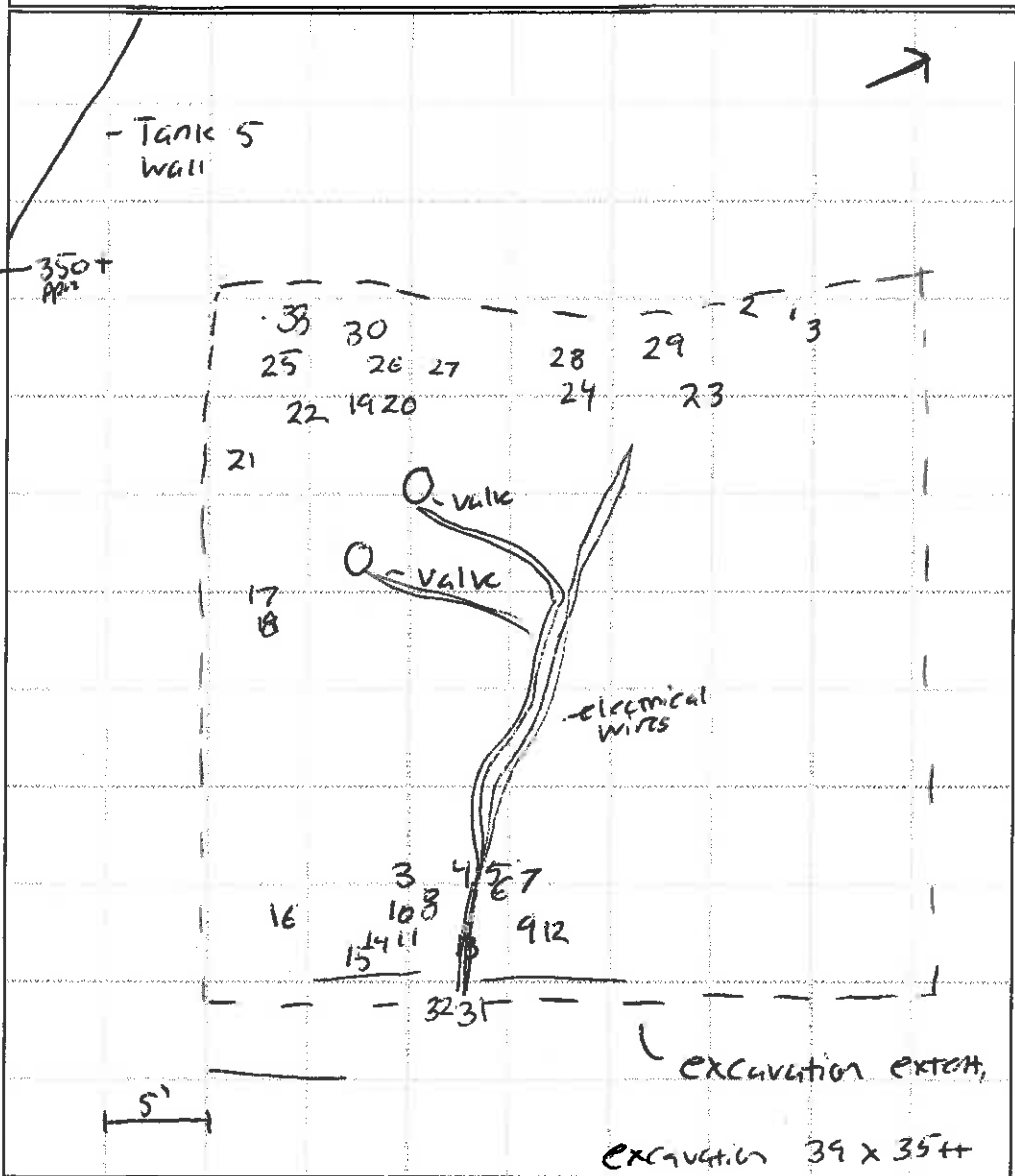 - Tank 5
wall
350 +
ppm
2 1 3
33 30
25 26 27 28 29
22 19 20 24 23
21
- valve
- valve
17
18
- electrical
wires
3 4 5 7
6
16 10 8 9 12
15 14 11 13
32 31
excavation extent,
5'
excavation 39 x 35 ft